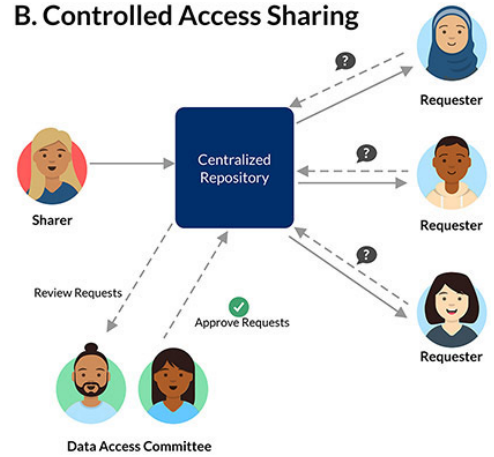 B. Controlled Access Sharing
?
Requester
Centralized
Repository
?
Sharer
Requester
?
Review Requests
Approve Requests
Requester
Data Access Committee